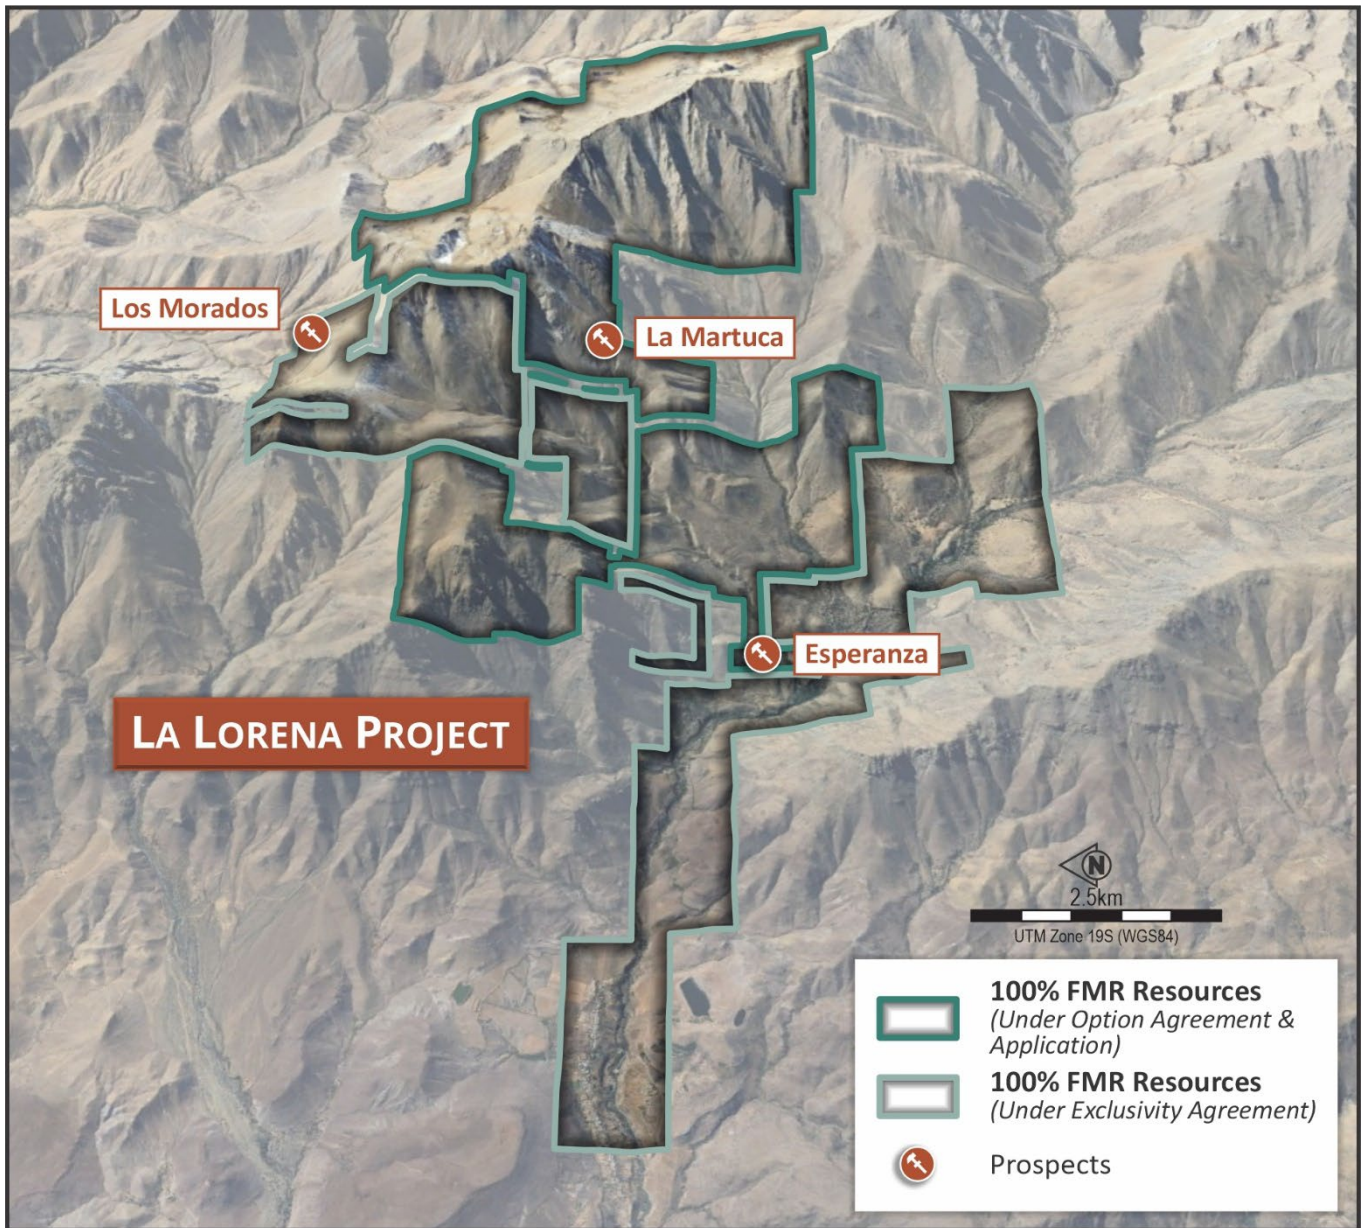 Los Morados
La Martuca
Esperanza
LA LORENA PROJECT
N
2.5km
UTM Zone 19S (WGS84)
100% FMR Resources
(Under Option Agreement &
Application)
100% FMR Resources
(Under Exclusivity Agreement)
Prospects